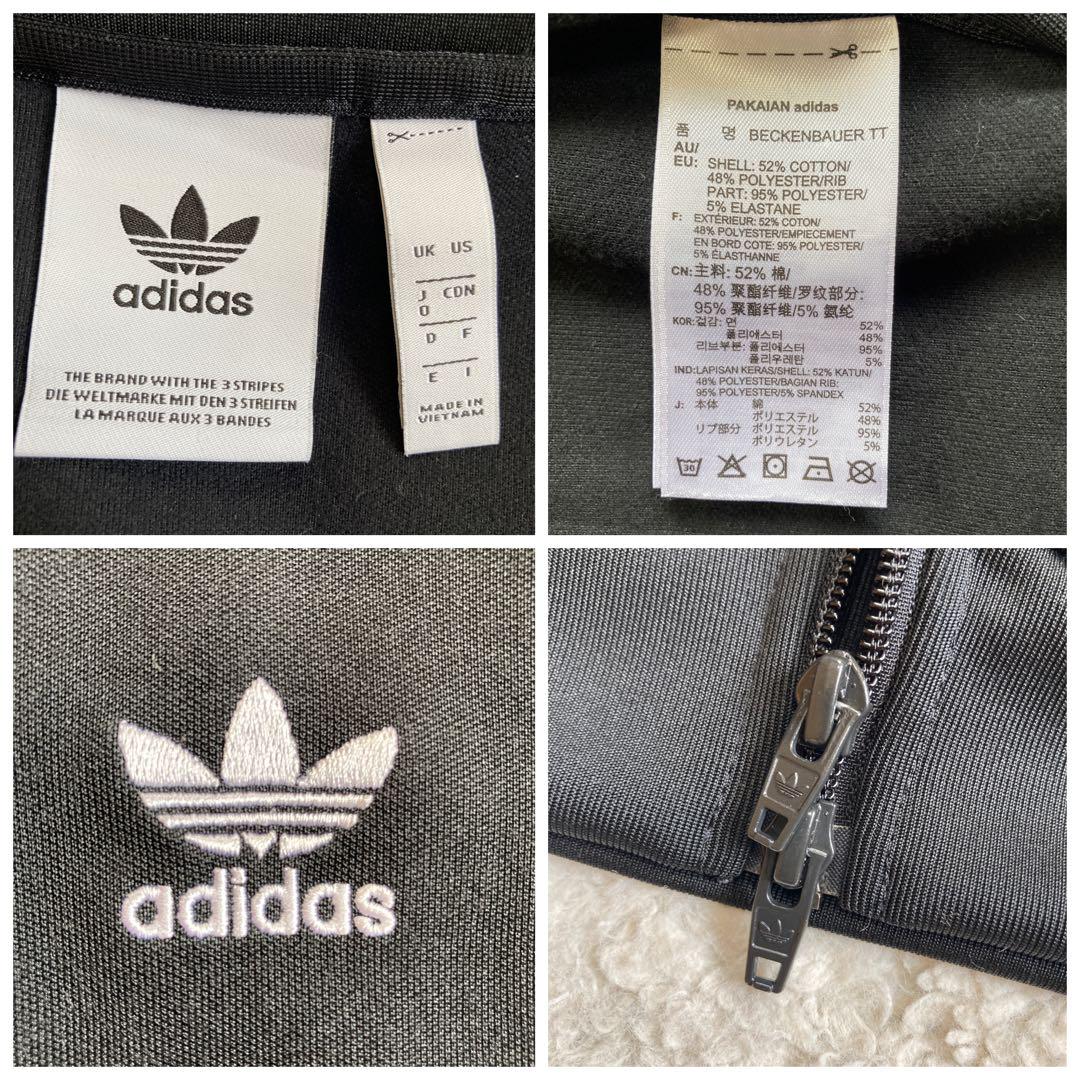 adidas
THE BRAND WITH THE 3 STRIPES
DIE WELTMARKE MIT DEN 3 STREIFEN
LA MARQUE AUX 3 BANDES
UK US
J
O CDN
D F
E I
MADE IN
VIETNAM
PAKAIAN adidas
품 명 BECKENBAUER TT
AU/
EU: SHELL: 52% COTTON/
48% POLYESTER/RIB
PART: 95% POLYESTER/
5% ELASTANE
F: EXTÉRIEUR: 52% COTON/
48% POLYESTER/EMPIECEMENT
EN BORD COTE: 95% POLYESTER/
5% ÉLASTHANNE
CN: 主料: 52% 棉/
48% 聚酯纤维/罗纹部分:
95% 聚酯纤维/5% 氨纶
KOR: 겉감: 면 52%
폴리에스터 48%
리브부분: 폴리에스터 95%
폴리우레탄 5%
IND: LAPISAN KERAS/SHELL: 52% KATUN/
48% POLYESTER/BAGIAN RIB:
95% POLYESTER/5% SPANDEX
J: 本体 綿 52%
ポリエステル 48%
リブ部分 ポリエステル 95%
ポリウレタン 5%
30
adidas